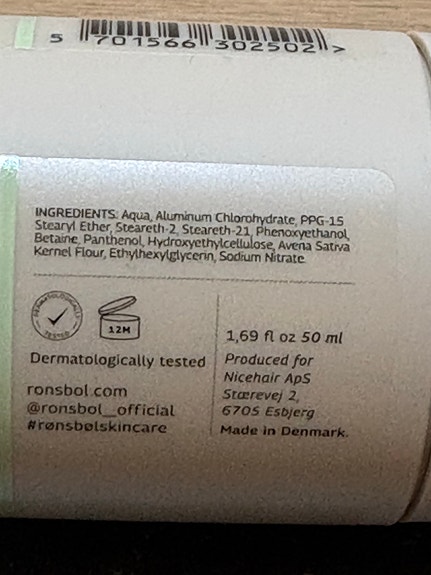 5 701566 302502 >
INGREDIENTS: Aqua, Aluminum Chlorohydrate, PPG-15
Stearyl Ether, Steareth-2, Steareth-21, Phenoxyethanol,
Betaine, Panthenol, Hydroxyethylcellulose, Avena Sativa
Kernel Flour, Ethylhexylglycerin, Sodium Nitrate
DERMATOLOGICALLY TESTED
12M
Dermatologically tested
ronsbol.com
@ronsbol_official
#rønsbølskincare
1,69 fl oz 50 ml
Produced for
Nicehair ApS
Stærevej 2,
6705 Esbjerg
Made in Denmark.